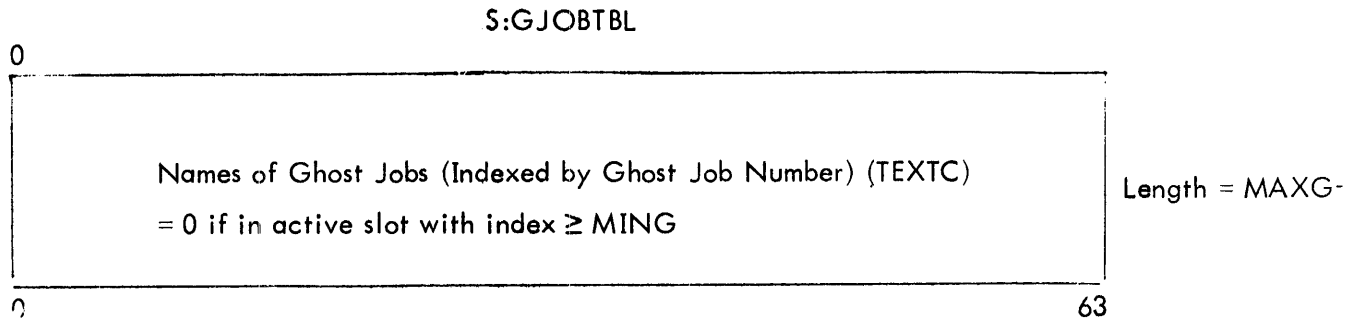 S:GJOBTBL
0
Names of Ghost Jobs (Indexed by Ghost Job Number) (TEXTC)
= 0 if in active slot with index ≥ MING
Length = MAXG-
0 63